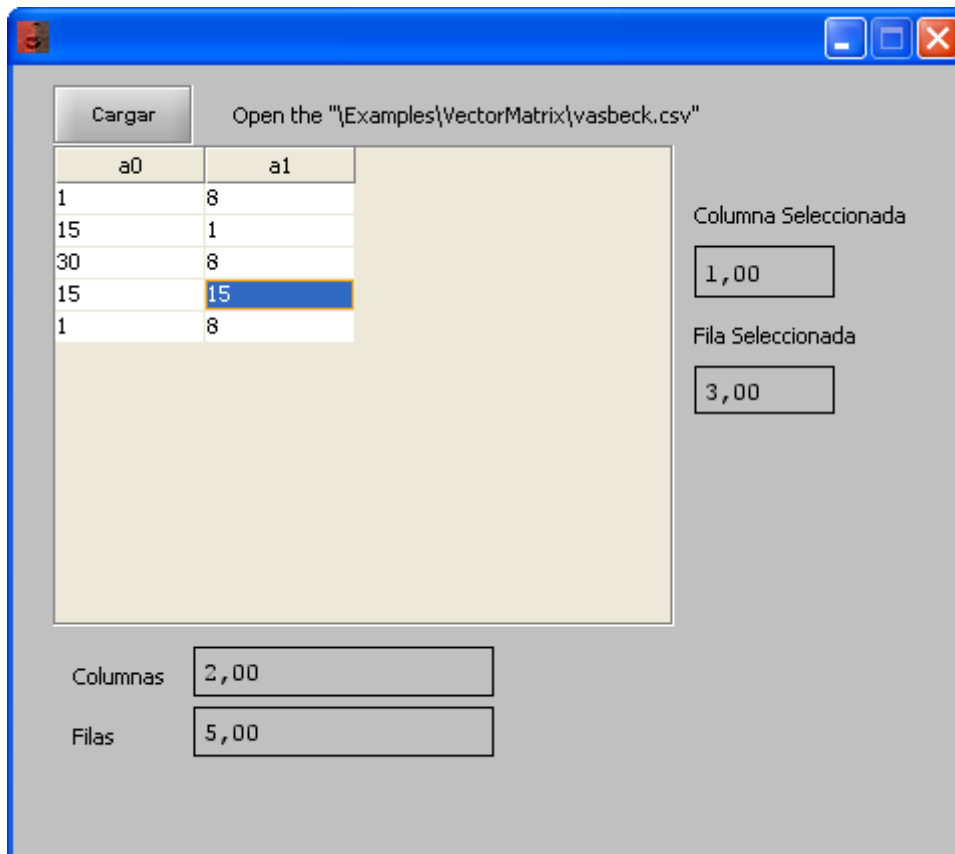 Cargar Open the "\Examples\VectorMatrix\vasbeck.csv"
a0 a1
1 8
15 1
30 8
15 15
1 8
Columna Seleccionada
1,00
Fila Seleccionada
3,00
Columnas 2,00
Filas 5,00